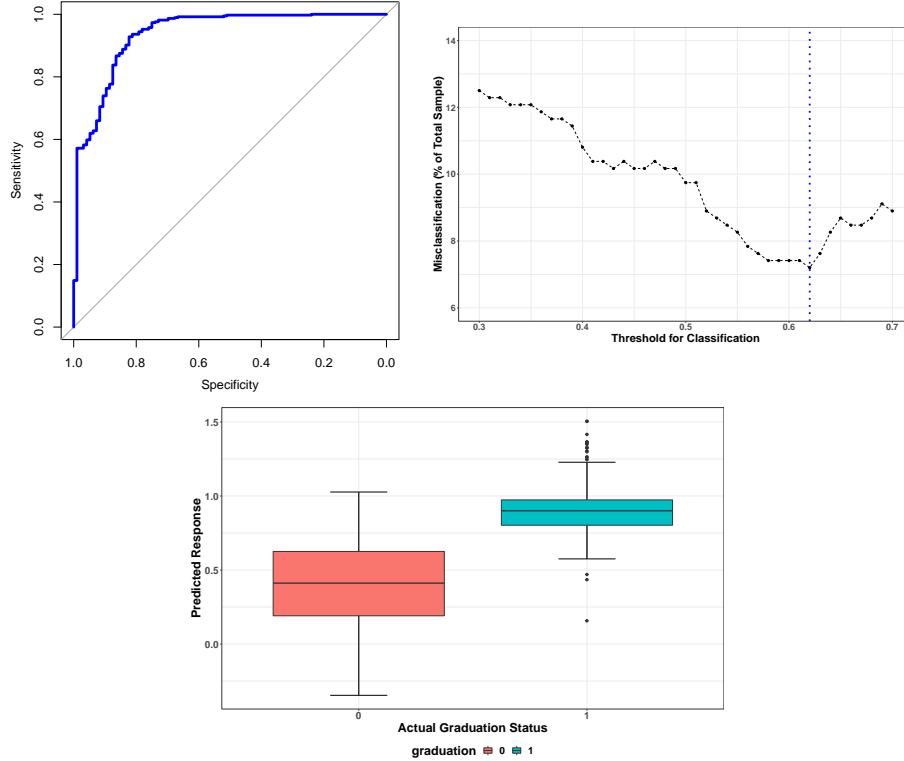 Sensitivity
1.0
0.8
0.6
0.4
0.2
0.0
1.0 0.8 0.6 0.4 0.2 0.0
Specificity
Misclassification (% of Total Sample)
14
12
10
8
6
0.3 0.4 0.5 0.6 0.7
Threshold for Classification
Predicted Response
1.5
1.0
0.5
0.0
0 1
Actual Graduation Status
graduation 0 1